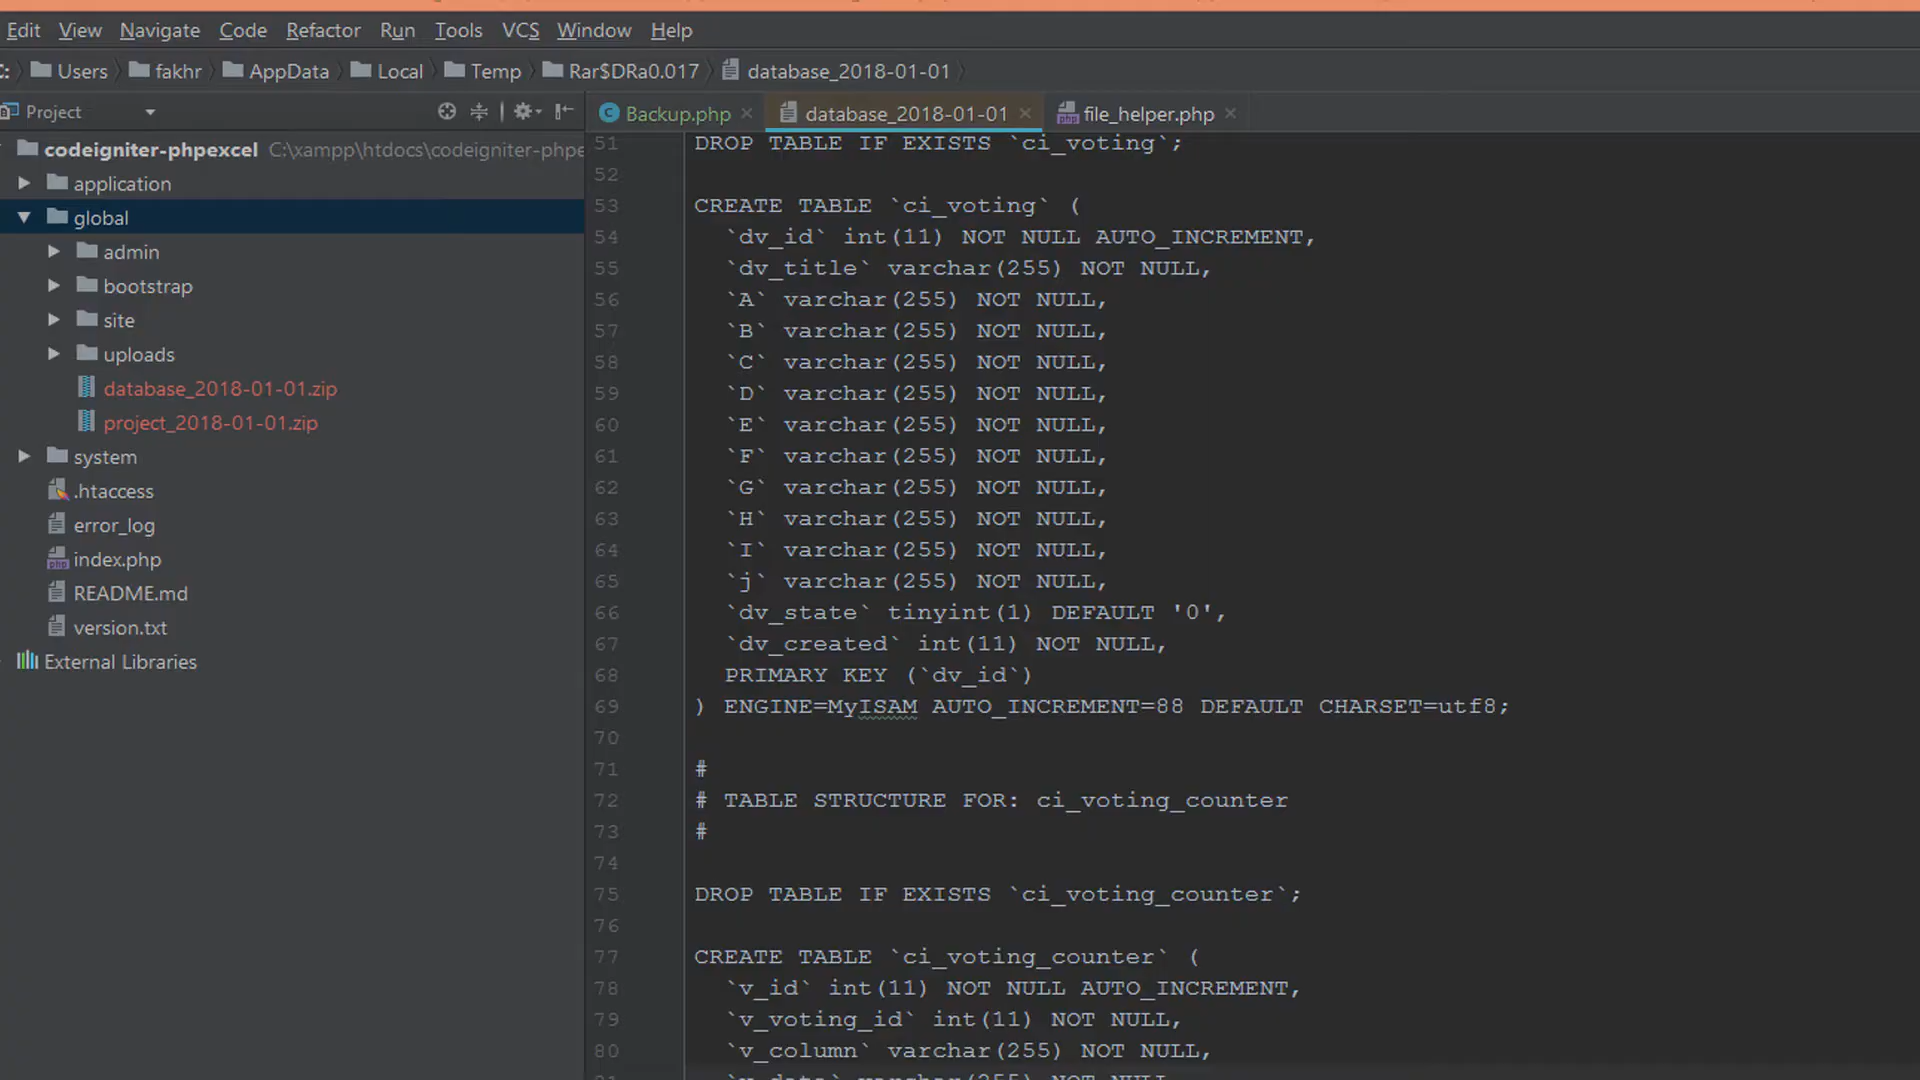 Edit View Navigate Code Refactor Run Tools VCS Window Help
C: Users fakhr AppData Local Temp Rar$DRa0.017 database_2018-01-01
Project
Backup.php database_2018-01-01 file_helper.php
codeigniter-phpexcel C:\xampp\htdocs\codeigniter-phpe
application
global
admin
bootstrap
site
uploads
database_2018-01-01.zip
project_2018-01-01.zip
system
.htaccess
error_log
index.php
README.md
version.txt
External Libraries
51 DROP TABLE IF EXISTS `ci_voting`;
52
53 CREATE TABLE `ci_voting` (
54 `dv_id` int(11) NOT NULL AUTO_INCREMENT,
55 `dv_title` varchar(255) NOT NULL,
56 `A` varchar(255) NOT NULL,
57 `B` varchar(255) NOT NULL,
58 `C` varchar(255) NOT NULL,
59 `D` varchar(255) NOT NULL,
60 `E` varchar(255) NOT NULL,
61 `F` varchar(255) NOT NULL,
62 `G` varchar(255) NOT NULL,
63 `H` varchar(255) NOT NULL,
64 `I` varchar(255) NOT NULL,
65 `j` varchar(255) NOT NULL,
66 `dv_state` tinyint(1) DEFAULT '0',
67 `dv_created` int(11) NOT NULL,
68 PRIMARY KEY (`dv_id`)
69 ) ENGINE=MyISAM AUTO_INCREMENT=88 DEFAULT CHARSET=utf8;
70
71 #
72 # TABLE STRUCTURE FOR: ci_voting_counter
73 #
74
75 DROP TABLE IF EXISTS `ci_voting_counter`;
76
77 CREATE TABLE `ci_voting_counter` (
78 `v_id` int(11) NOT NULL AUTO_INCREMENT,
79 `v_voting_id` int(11) NOT NULL,
80 `v_column` varchar(255) NOT NULL,